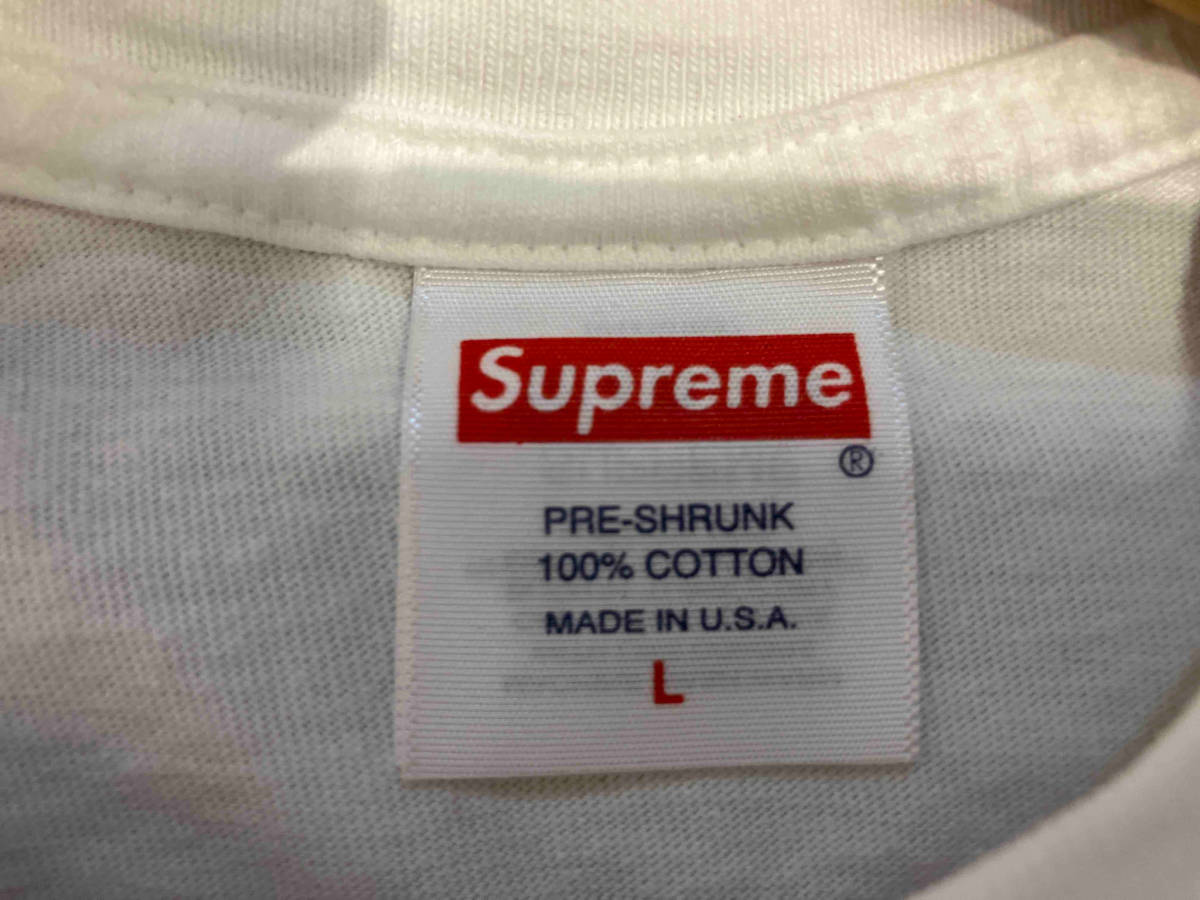 Supreme
®
PRE-SHRUNK
100% COTTON
MADE IN U.S.A.
L